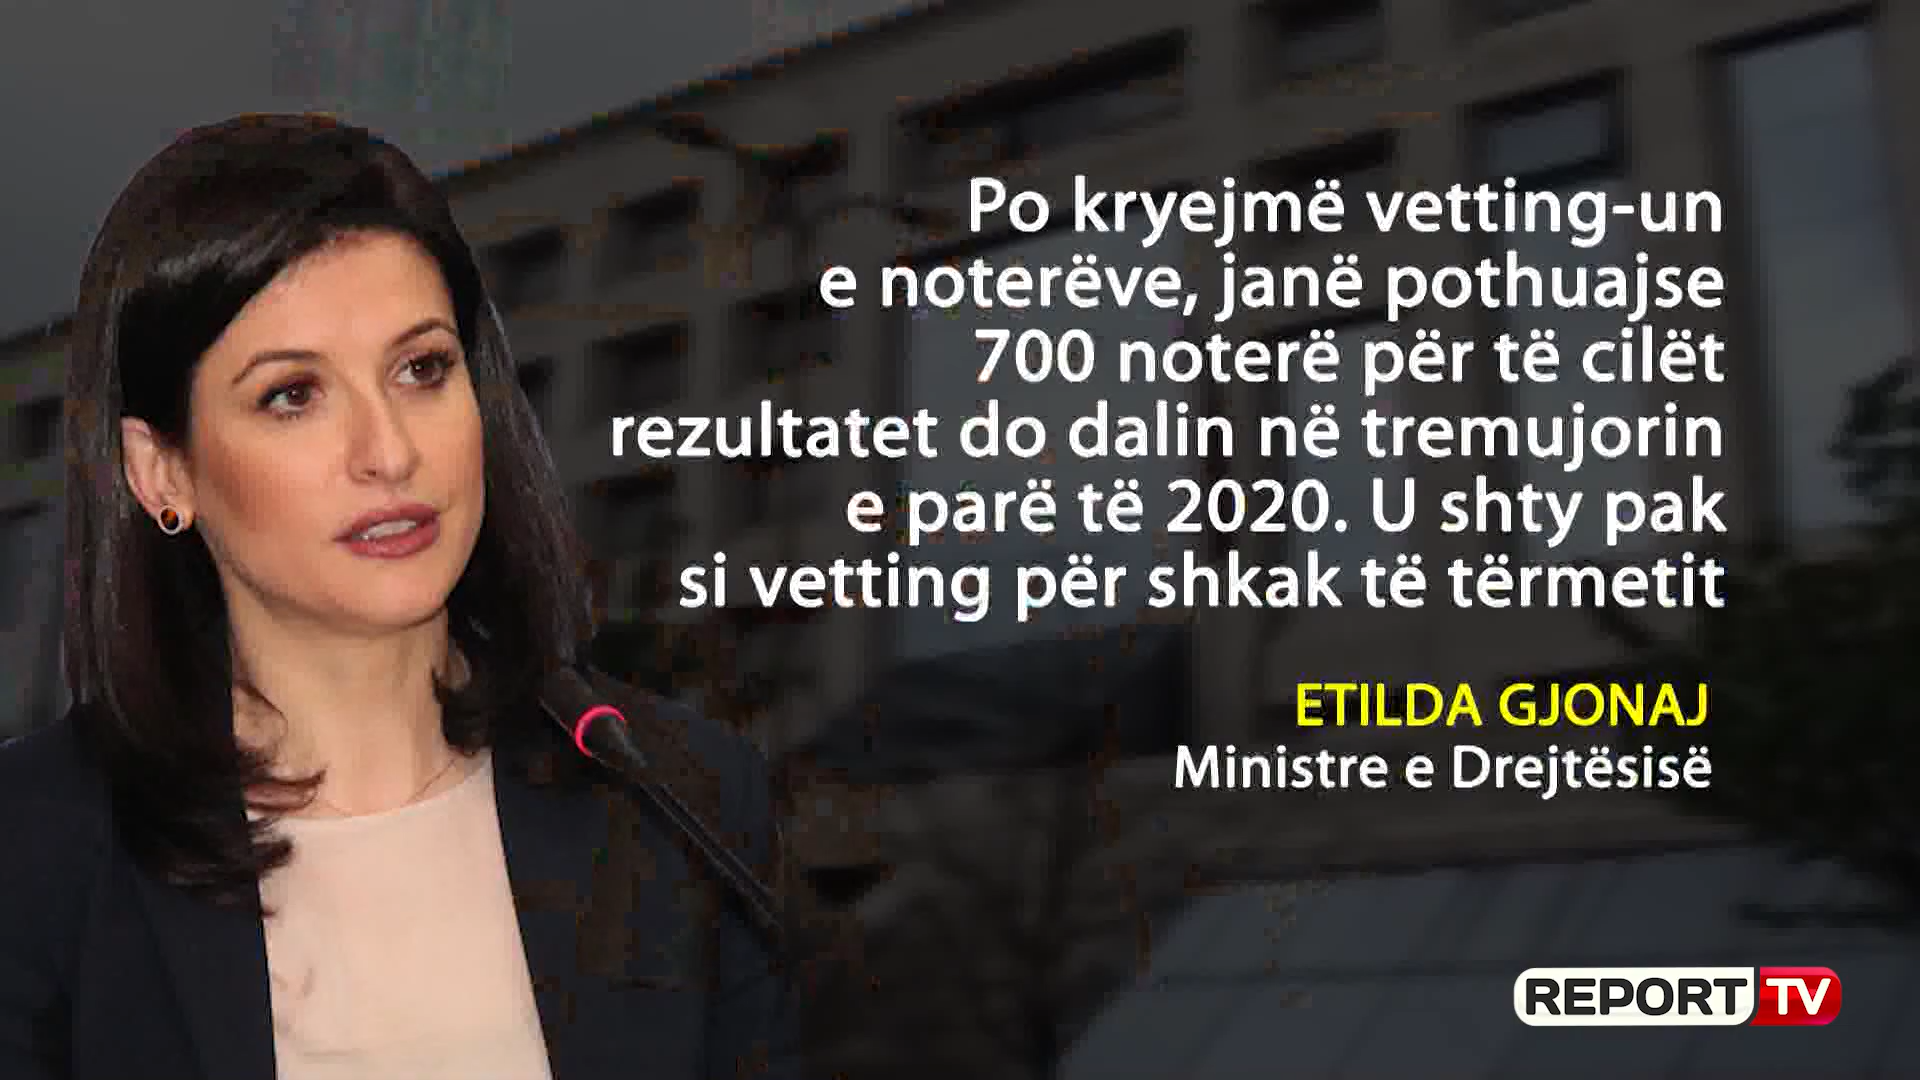 Po kryejmë vetting-un
e noterëve, janë pothuajse
700 noterë për të cilët
rezultatet do dalin në tremujorin
e parë të 2020. U shty pak
si vetting për shkak të tërmetit
ETILDA GJONAJ
Ministre e Drejtësisë
REPORT TV